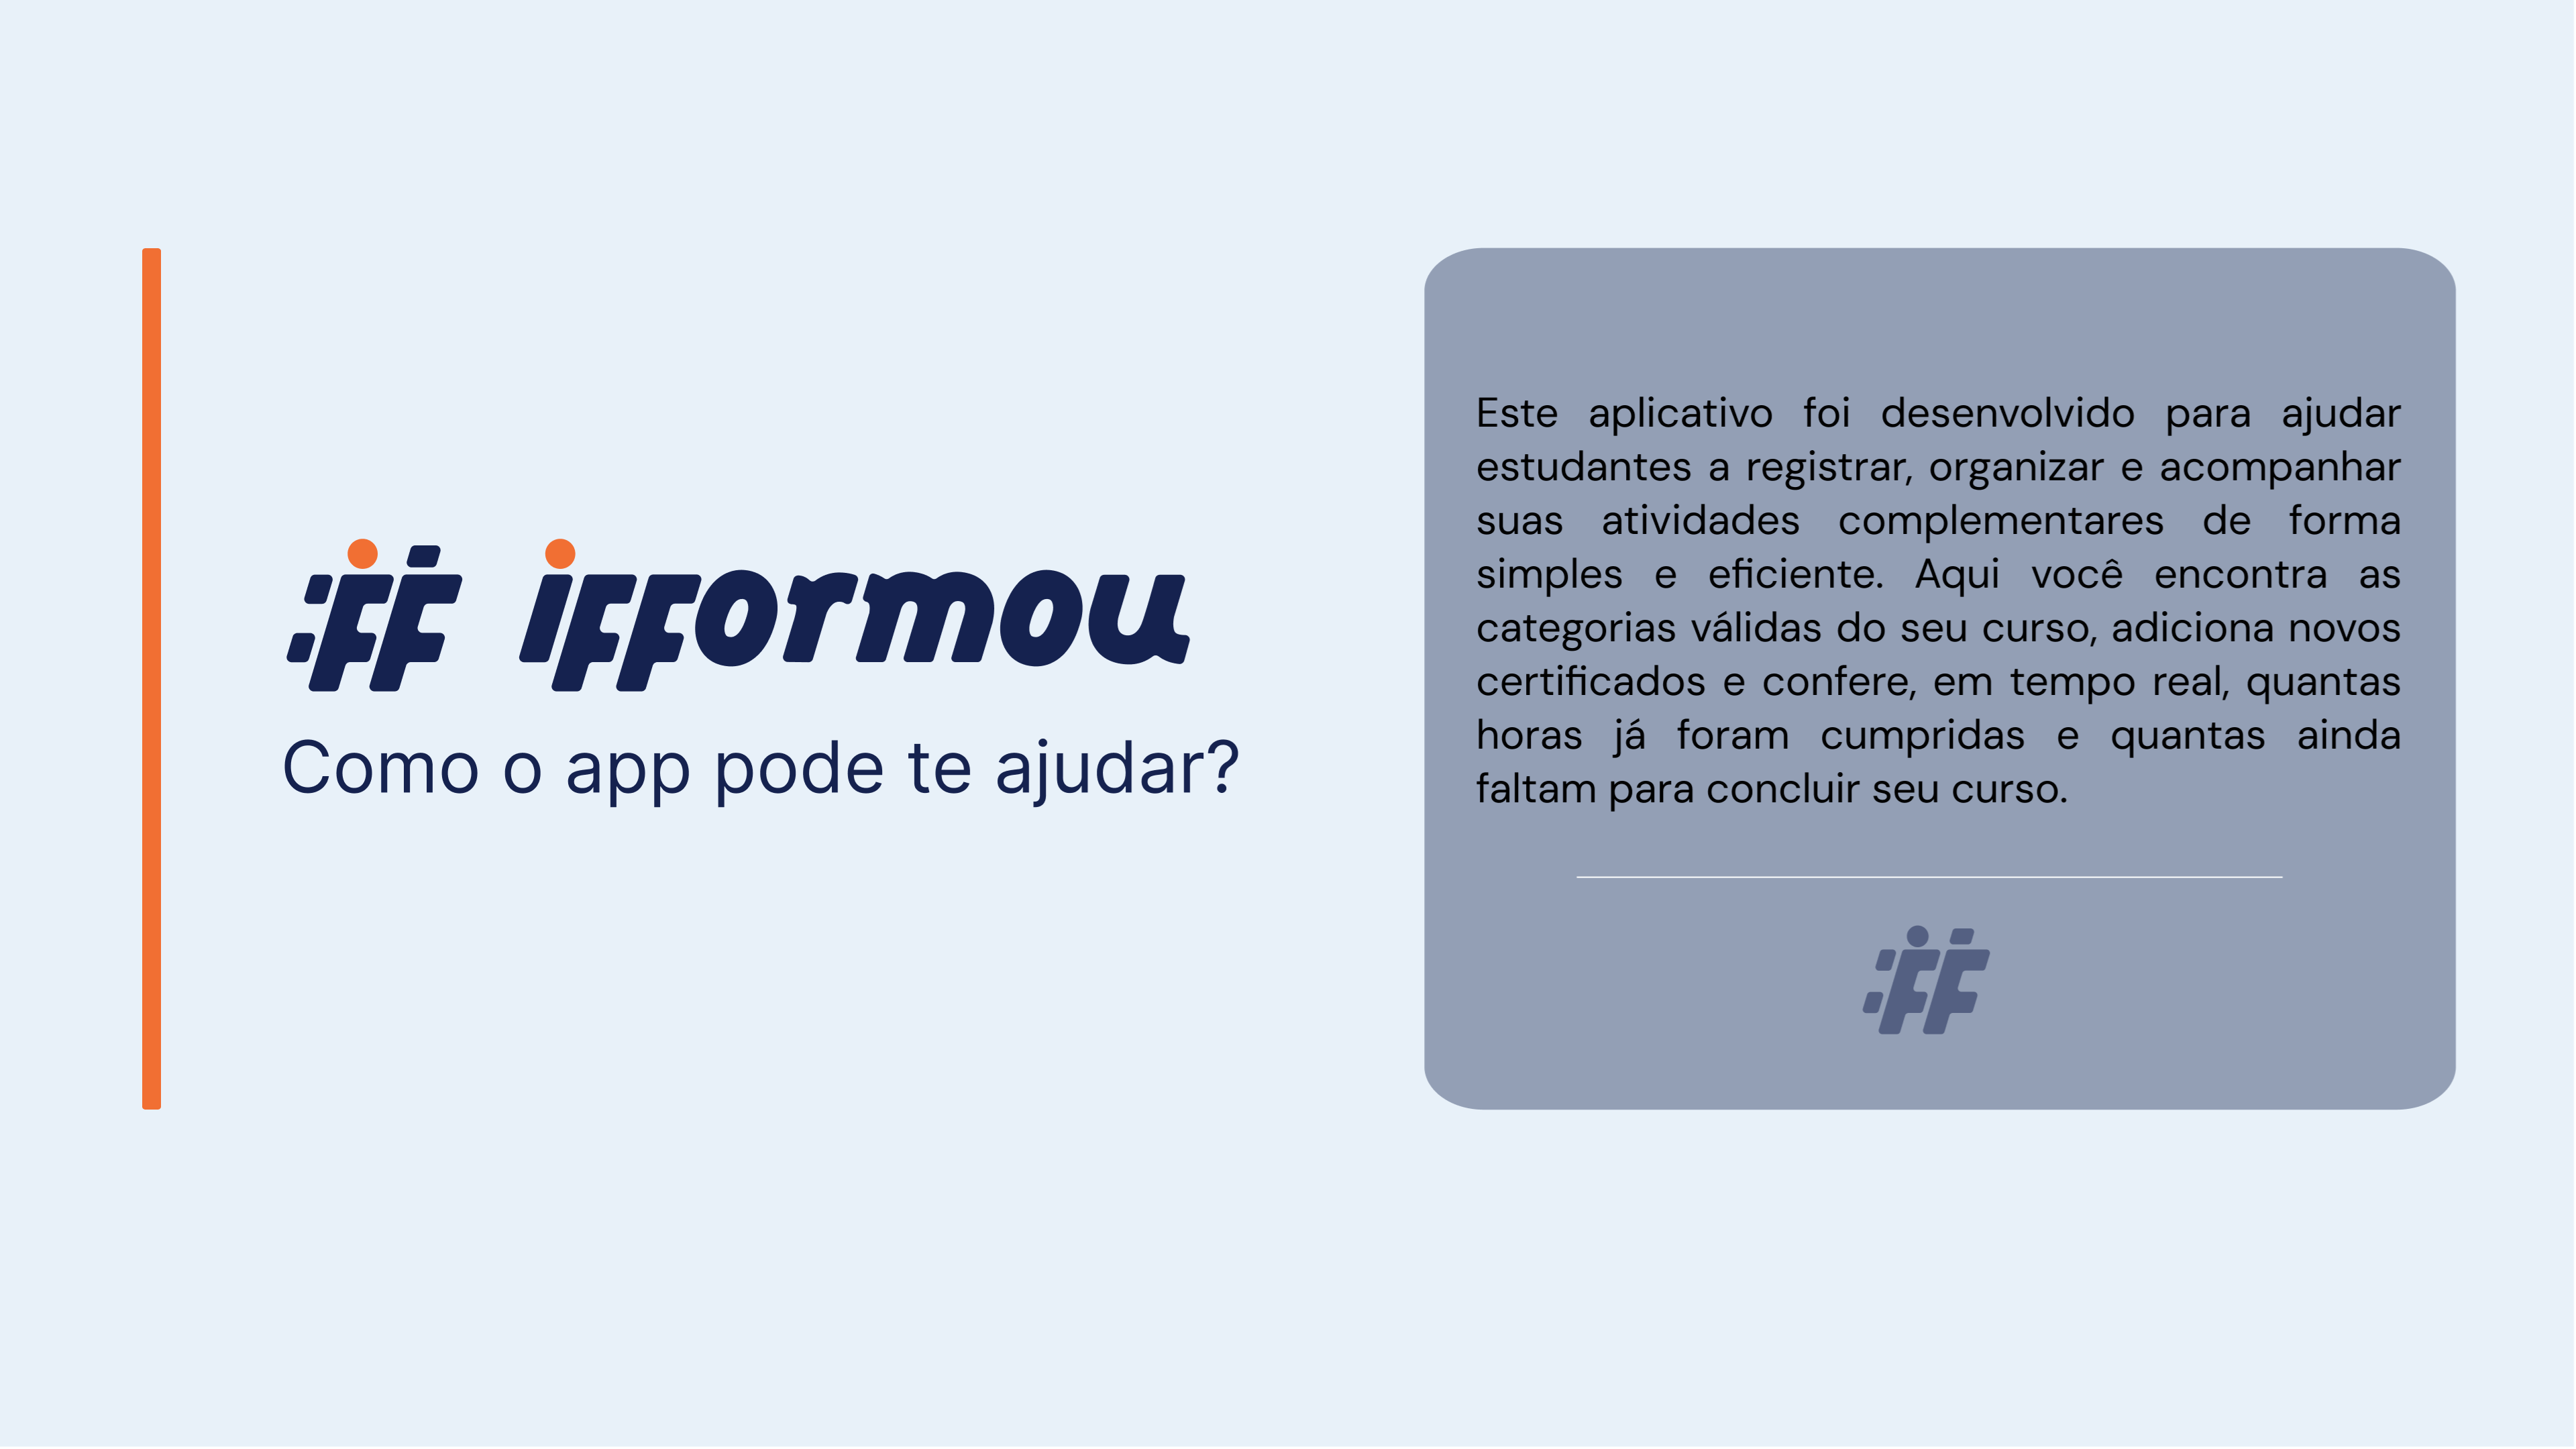 ifformou
Como o app pode te ajudar?
Este aplicativo foi desenvolvido para ajudar
estudantes a registrar, organizar e acompanhar
suas atividades complementares de forma
simples e eficiente. Aqui você encontra as
categorias válidas do seu curso, adiciona novos
certificados e confere, em tempo real, quantas
horas já foram cumpridas e quantas ainda
faltam para concluir seu curso.